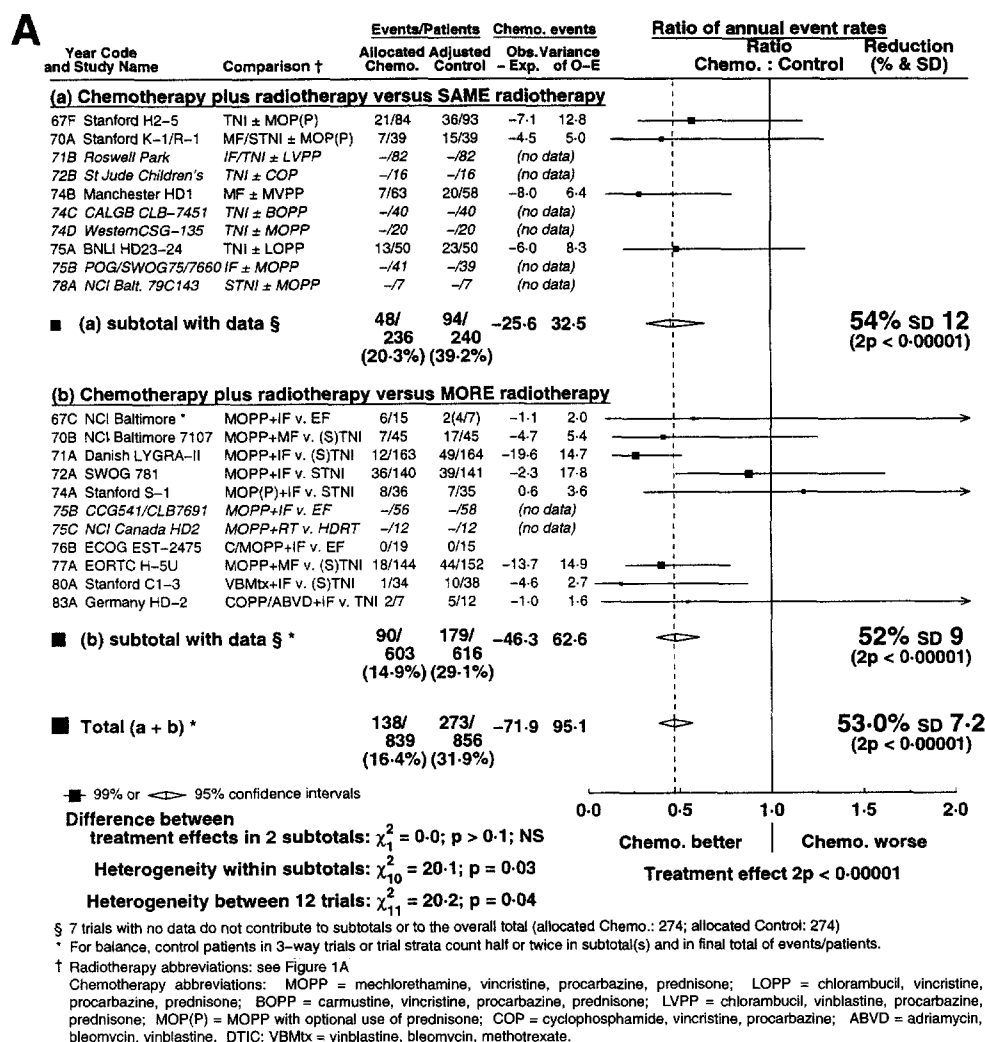 A
Events/Patients Chemo. events Ratio of annual event rates
Year Code and Study Name Comparison † Allocated Chemo. Adjusted Control Obs. – Exp. Variance of O–E Ratio Chemo. : Control Reduction (% & SD)
(a) Chemotherapy plus radiotherapy versus SAME radiotherapy
67F Stanford H2–5 TNI ± MOP(P) 21/84 36/93 –7·1 12·8
70A Stanford K–1/R–1 MF/STNI ± MOP(P) 7/39 15/39 –4·5 5·0
71B Roswell Park IF/TNI ± LVPP –/82 –/82 (no data)
72B St Jude Children's TNI ± COP –/16 –/16 (no data)
74B Manchester HD1 MF ± MVPP 7/63 20/58 –8·0 6·4
74C CALGB CLB–7451 TNI ± BOPP –/40 –/40 (no data)
74D WesternCSG–135 TNI ± MOPP –/20 –/20 (no data)
75A BNLI HD23–24 TNI ± LOPP 13/50 23/50 –6·0 8·3
75B POG/SWOG75/7660 IF ± MOPP –/41 –/39 (no data)
78A NCI Balt. 79C143 STNI ± MOPP –/7 –/7 (no data)
(a) subtotal with data § 48/ 94/ –25·6 32·5 54% SD 12
236 240 (2p < 0·00001)
(20·3%) (39·2%)
(b) Chemotherapy plus radiotherapy versus MORE radiotherapy
67C NCI Baltimore * MOPP+IF v. EF 6/15 2(4/7) –1·1 2·0
70B NCI Baltimore 7107 MOPP+MF v. (S)TNI 7/45 17/45 –4·7 5·4
71A Danish LYGRA–II MOPP+IF v. (S)TNI 12/163 49/164 –19·6 14·7
72A SWOG 781 MOPP+IF v. STNI 36/140 39/141 –2·3 17·8
74A Stanford S–1 MOP(P)+IF v. STNI 8/36 7/35 0·6 3·6
75B CCG541/CLB7691 MOPP+IF v. EF –/56 –/58 (no data)
75C NCI Canada HD2 MOPP+RT v. HDRT –/12 –/12 (no data)
76B ECOG EST–2475 C/MOPP+IF v. EF 0/19 0/15
77A EORTC H–5U MOPP+MF v. (S)TNI 18/144 44/152 –13·7 14·9
80A Stanford C1–3 VBMtx+IF v. (S)TNI 1/34 10/38 –4·6 2·7
83A Germany HD–2 COPP/ABVD+IF v. TNI 2/7 5/12 –1·0 1·6
(b) subtotal with data § * 90/ 179/ –46·3 62·6 52% SD 9
603 616 (2p < 0·00001)
(14·9%) (29·1%)
Total (a + b) * 138/ 273/ –71·9 95·1 53·0% SD 7·2
839 856 (2p < 0·00001)
(16·4%) (31·9%)
99% or 95% confidence intervals
0·0 0·5 1·0 1·5 2·0
Chemo. better Chemo. worse
Treatment effect 2p < 0·00001
Difference between
treatment effects in 2 subtotals: χ²₁ = 0·0; p > 0·1; NS
Heterogeneity within subtotals: χ²₁₀ = 20·1; p = 0·03
Heterogeneity between 12 trials: χ²₁₁ = 20·2; p = 0·04
§ 7 trials with no data do not contribute to subtotals or to the overall total (allocated Chemo.: 274; allocated Control: 274)
* For balance, control patients in 3–way trials or trial strata count half or twice in subtotal(s) and in final total of events/patients.
† Radiotherapy abbreviations: see Figure 1A
Chemotherapy abbreviations: MOPP = mechlorethamine, vincristine, procarbazine, prednisone; LOPP = chlorambucil, vincristine,
procarbazine, prednisone; BOPP = carmustine, vincristine, procarbazine, prednisone; LVPP = chlorambucil, vinblastine, procarbazine,
prednisone; MOP(P) = MOPP with optional use of prednisone; COP = cyclophosphamide, vincristine, procarbazine; ABVD = adriamycin,
bleomycin, vinblastine, DTIC; VBMtx = vinblastine, bleomycin, methotrexate.